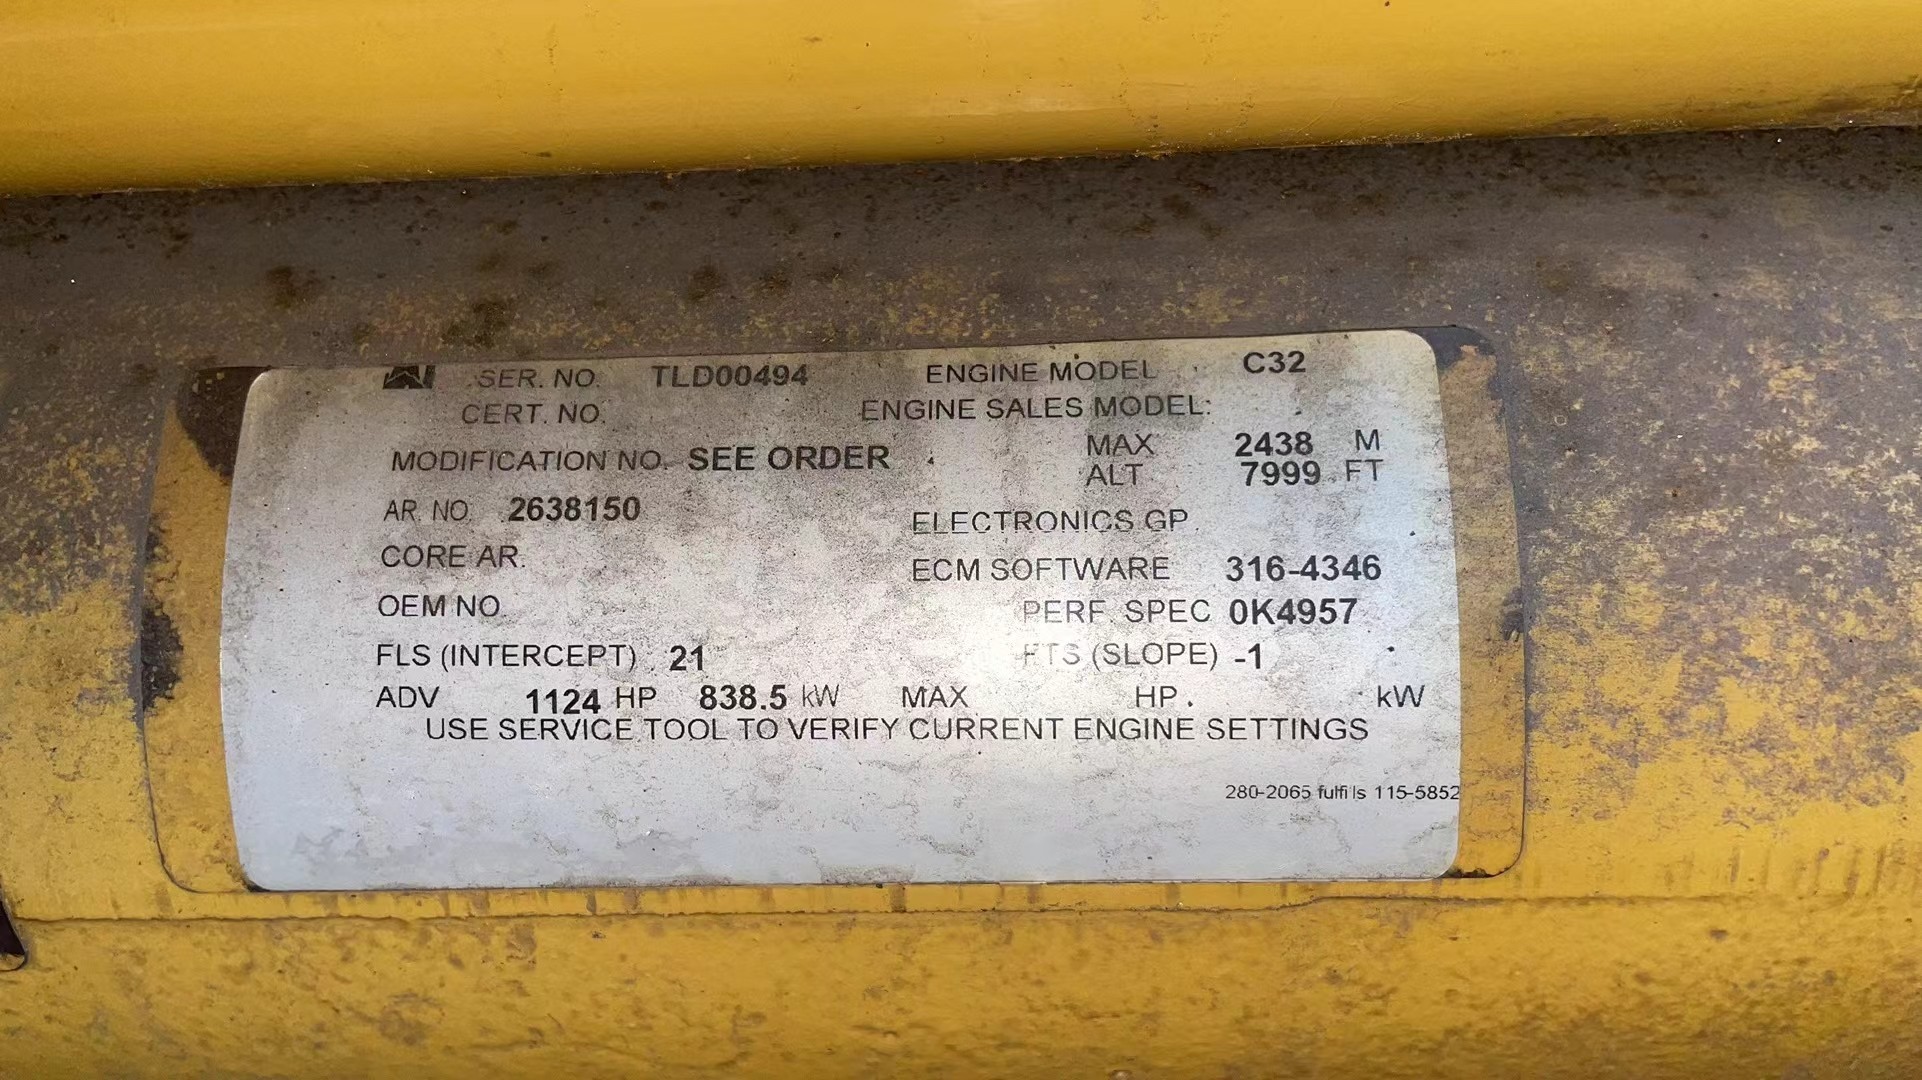 SER. NO. TLD00494 ENGINE MODEL C32
CERT. NO. ENGINE SALES MODEL:
MODIFICATION NO. SEE ORDER MAX 2438 M
ALT 7999 FT
AR. NO. 2638150 ELECTRONICS GP.
CORE AR. ECM SOFTWARE 316-4346
OEM NO. PERF. SPEC 0K4957
FLS (INTERCEPT) 21 FTS (SLOPE) -1
ADV 1124 HP 838.5 kW MAX HP. kW
USE SERVICE TOOL TO VERIFY CURRENT ENGINE SETTINGS
280-2065 fulfills 115-5852